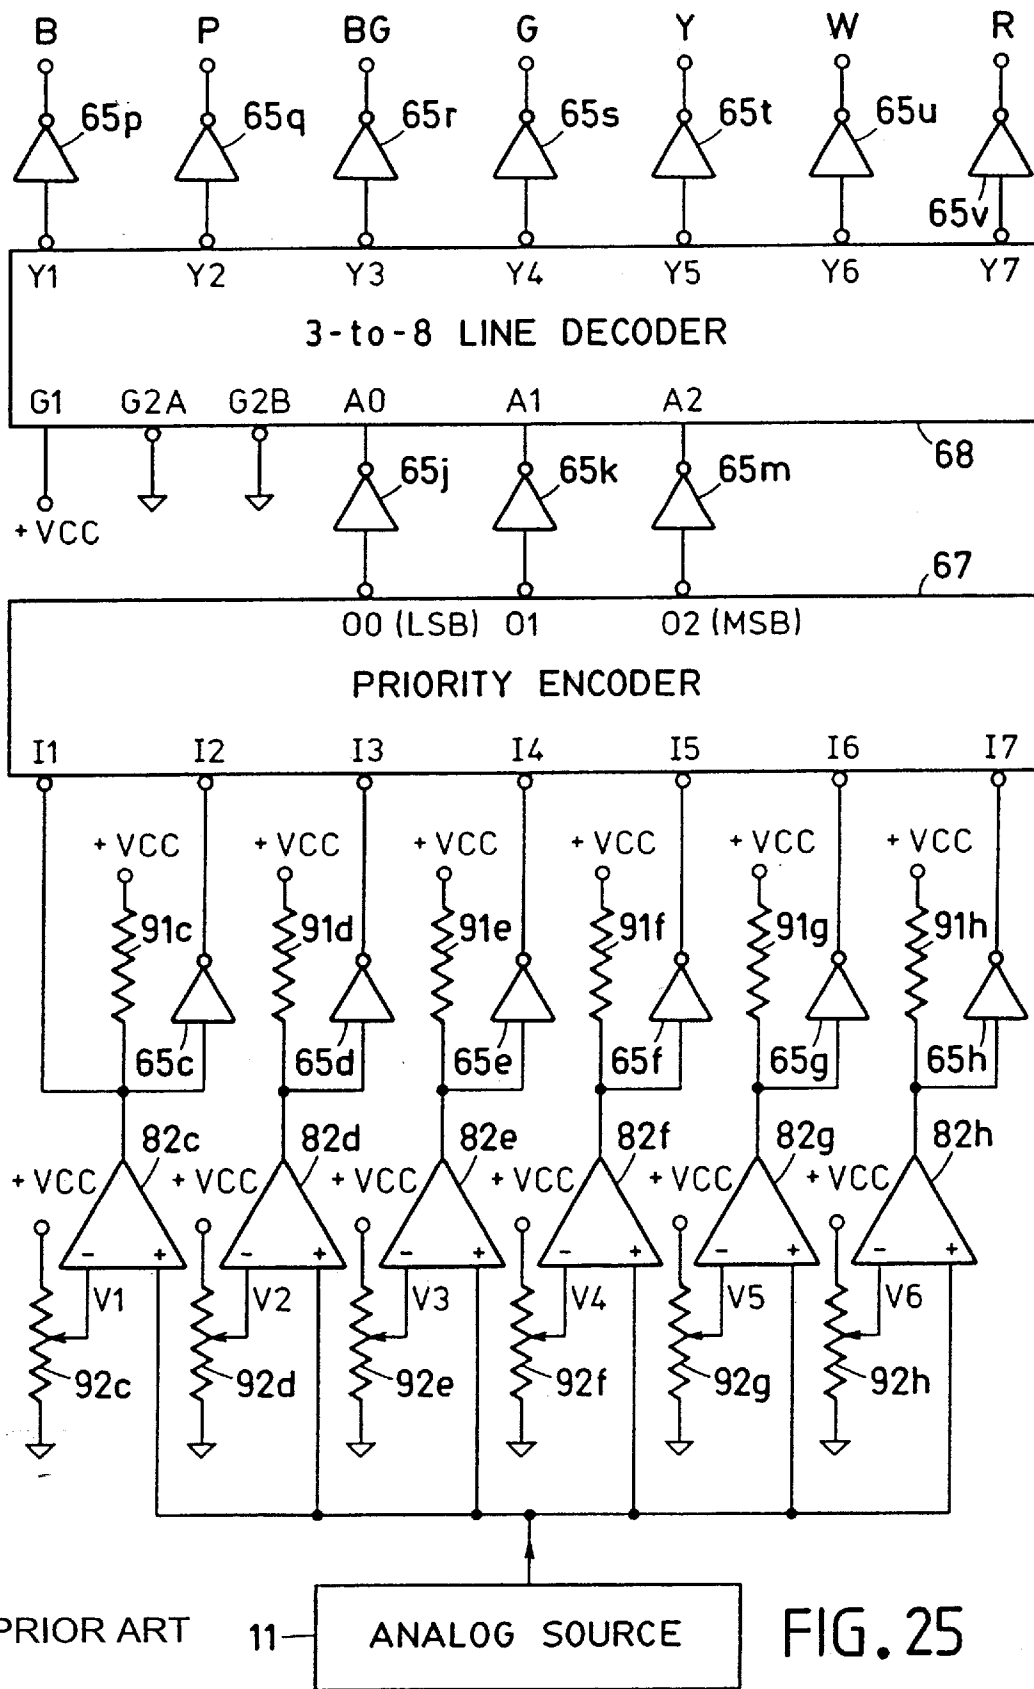 B P BG G Y W R
65p 65q 65r 65s 65t 65u
65v
Y1 Y2 Y3 Y4 Y5 Y6 Y7
3-to-8 LINE DECODER
G1 G2A G2B A0 A1 A2
68
65j 65k 65m
+VCC
67
O0 (LSB) O1 O2 (MSB)
PRIORITY ENCODER
I1 I2 I3 I4 I5 I6 I7
+VCC +VCC +VCC +VCC +VCC +VCC
91c 91d 91e 91f 91g 91h
65c 65d 65e 65f 65g 65h
82c 82d 82e 82f 82g 82h
+VCC +VCC +VCC +VCC +VCC +VCC
- + - + - + - + - + - +
V1 V2 V3 V4 V5 V6
92c 92d 92e 92f 92g 92h
PRIOR ART 11 ANALOG SOURCE FIG. 25